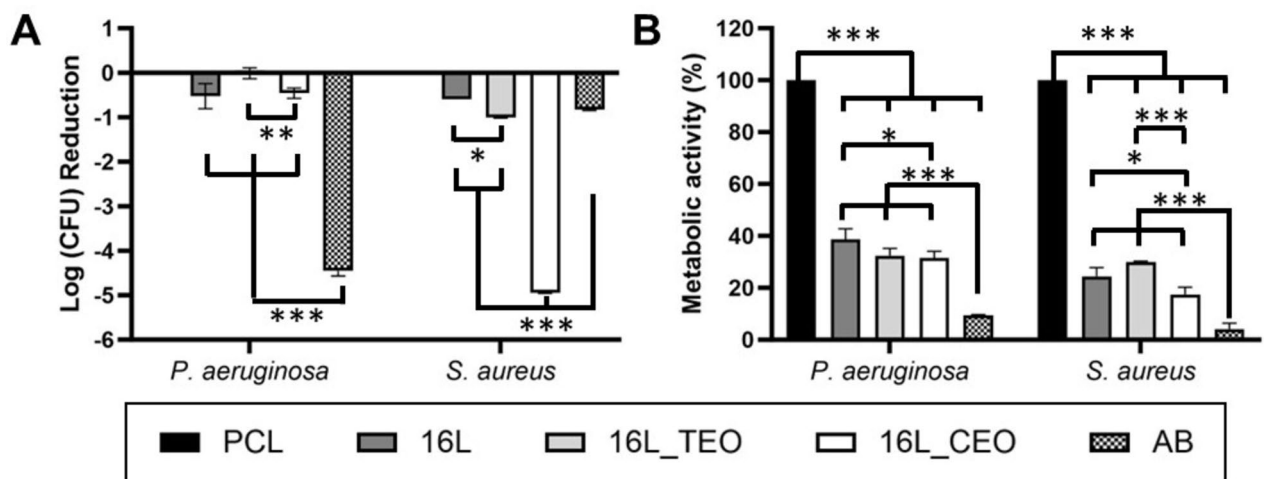 A
Log (CFU) Reduction
1
0
-1
-2
-3
-4
-5
-6
**
***
*
***
P. aeruginosa
S. aureus
B
Metabolic activity (%)
120
100
80
60
40
20
0
***
*
***
***
***
*
***
P. aeruginosa
S. aureus
PCL
16L
16L_TEO
16L_CEO
AB